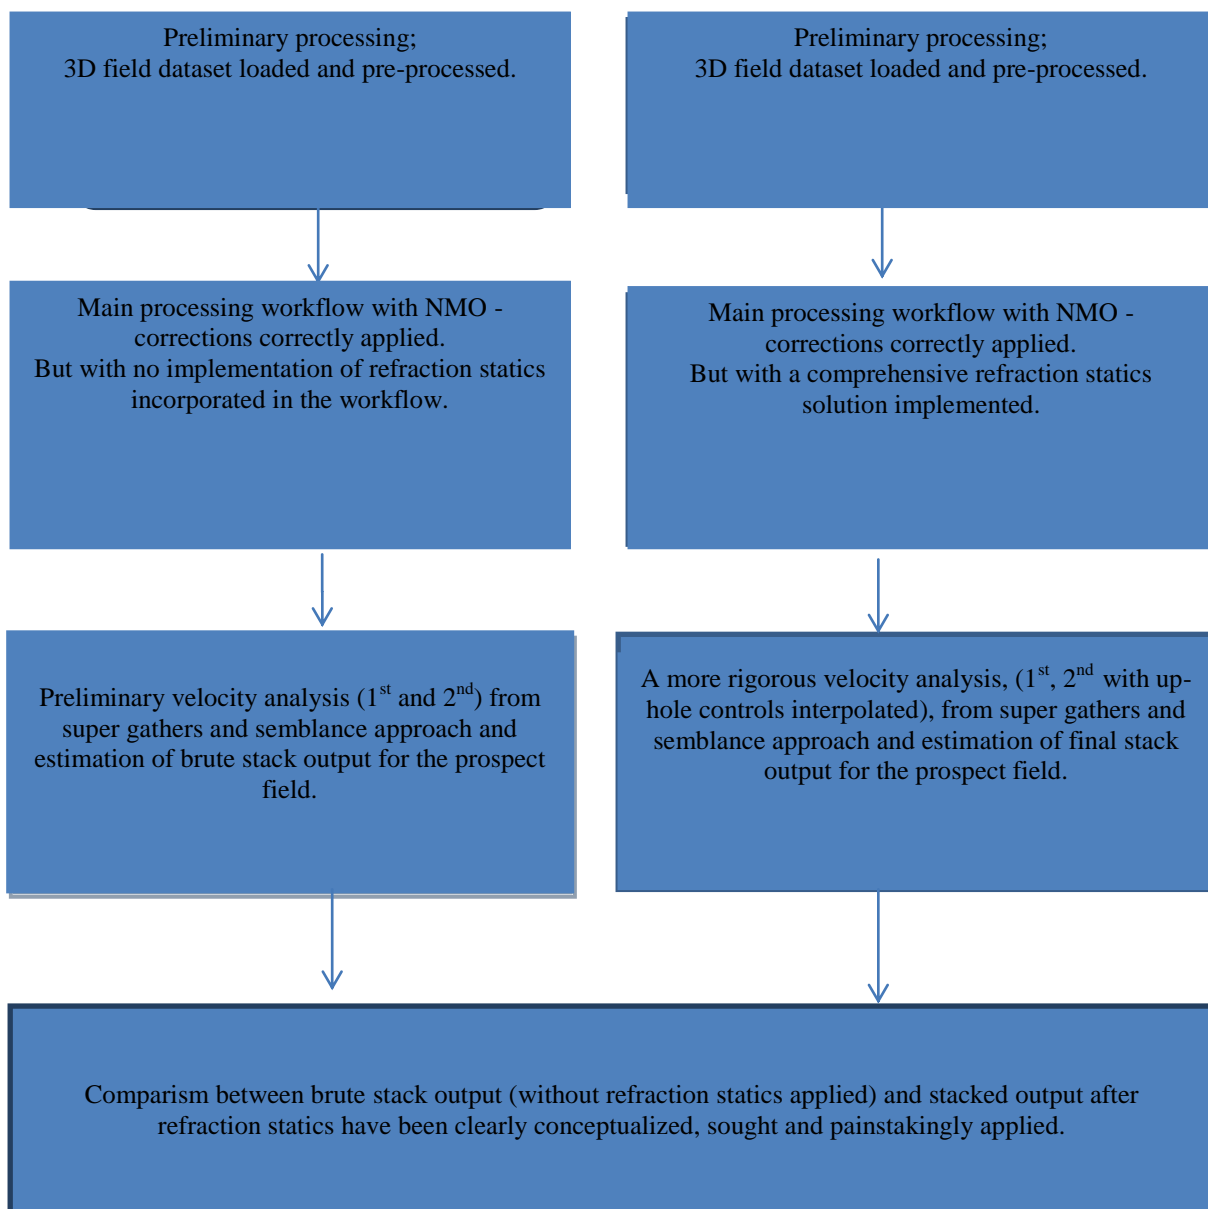 Preliminary processing;
3D field dataset loaded and pre-processed.
Preliminary processing;
3D field dataset loaded and pre-processed.
Main processing workflow with NMO -
corrections correctly applied.
But with no implementation of refraction statics
incorporated in the workflow.
Main processing workflow with NMO -
corrections correctly applied.
But with a comprehensive refraction statics
solution implemented.
Preliminary velocity analysis (1st and 2nd) from
super gathers and semblance approach and
estimation of brute stack output for the prospect
field.
A more rigorous velocity analysis, (1st, 2nd with up-
hole controls interpolated), from super gathers and
semblance approach and estimation of final stack
output for the prospect field.
Comparism between brute stack output (without refraction statics applied) and stacked output after
refraction statics have been clearly conceptualized, sought and painstakingly applied.